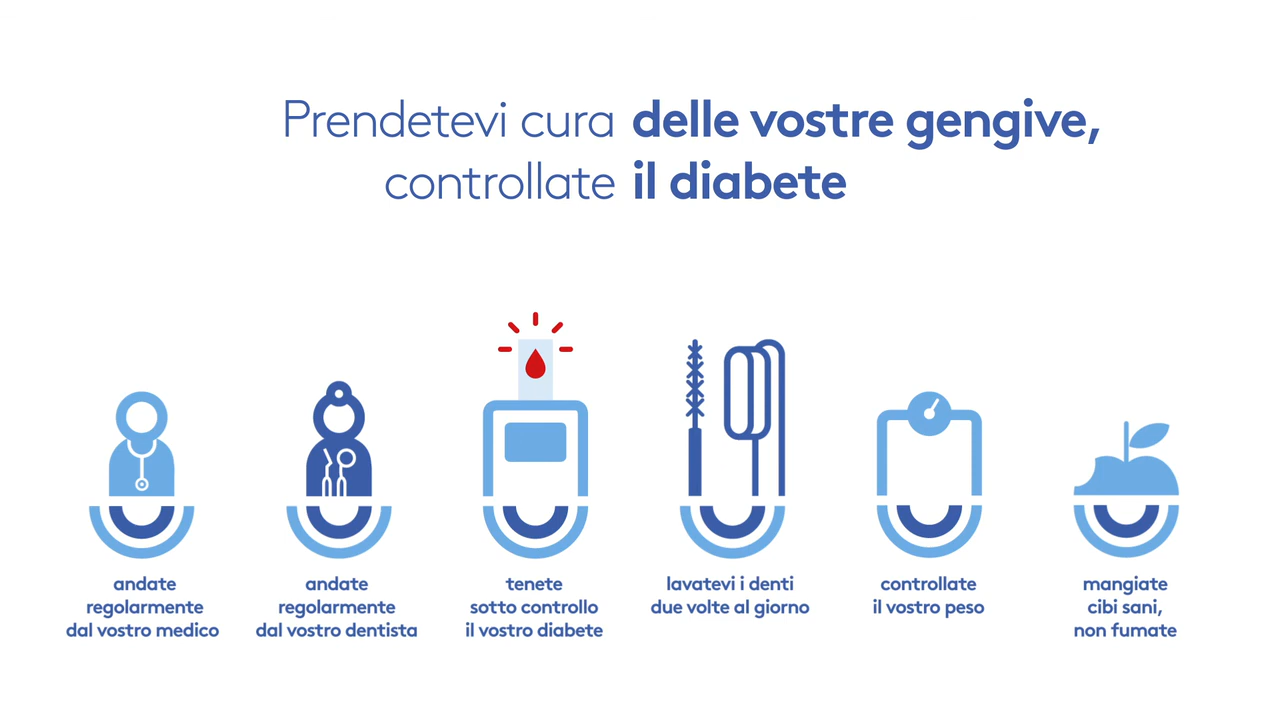 Prendetevi cura delle vostre gengive,
controllate il diabete
andate
regolarmente
dal vostro medico
andate
regolarmente
dal vostro dentista
tenete
sotto controllo
il vostro diabete
lavatevi i denti
due volte al giorno
controllate
il vostro peso
mangiate
cibi sani,
non fumate